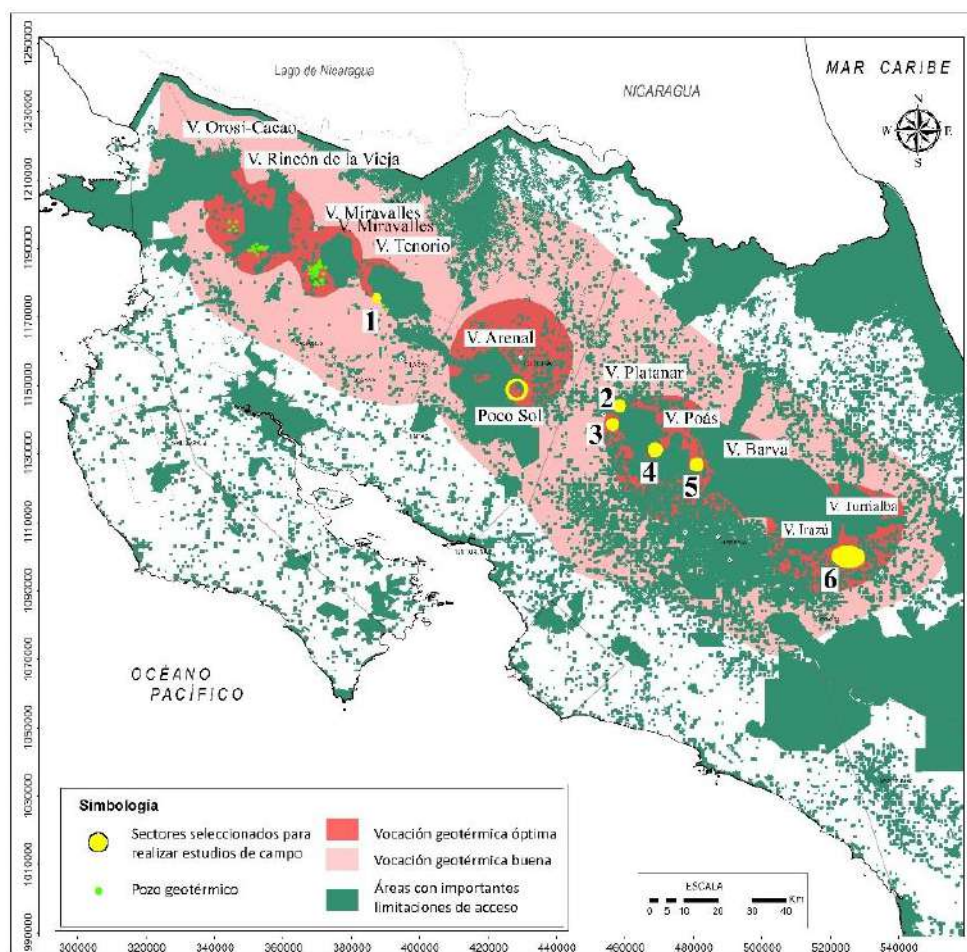 Lago de Nicaragua
NICARAGUA
MAR CARIBE
N
W E
S
V. Orosi-Cacao
V. Rincón de la Vieja
V. Miravalles
V. Miravalles
V. Tenorio
1
V. Arenal
Poco Sol
V. Platanar
2
V. Poás
3
V. Barva
4
5
V. Turrialba
V. Irazú
6
OCÉANO
PACÍFICO
1250000
1230000
1210000
1190000
1170000
1150000
1130000
1110000
1090000
1070000
1050000
1030000
1010000
990000
Simbología
Sectores seleccionados para
realizar estudios de campo
Pozo geotérmico
Vocación geotérmica óptima
Vocación geotérmica buena
Áreas con importantes
limitaciones de acceso
ESCALA
Km
0 5 10 20 30 40
300000 320000 340000 360000 380000 400000 420000 440000 460000 480000 500000 520000 540000